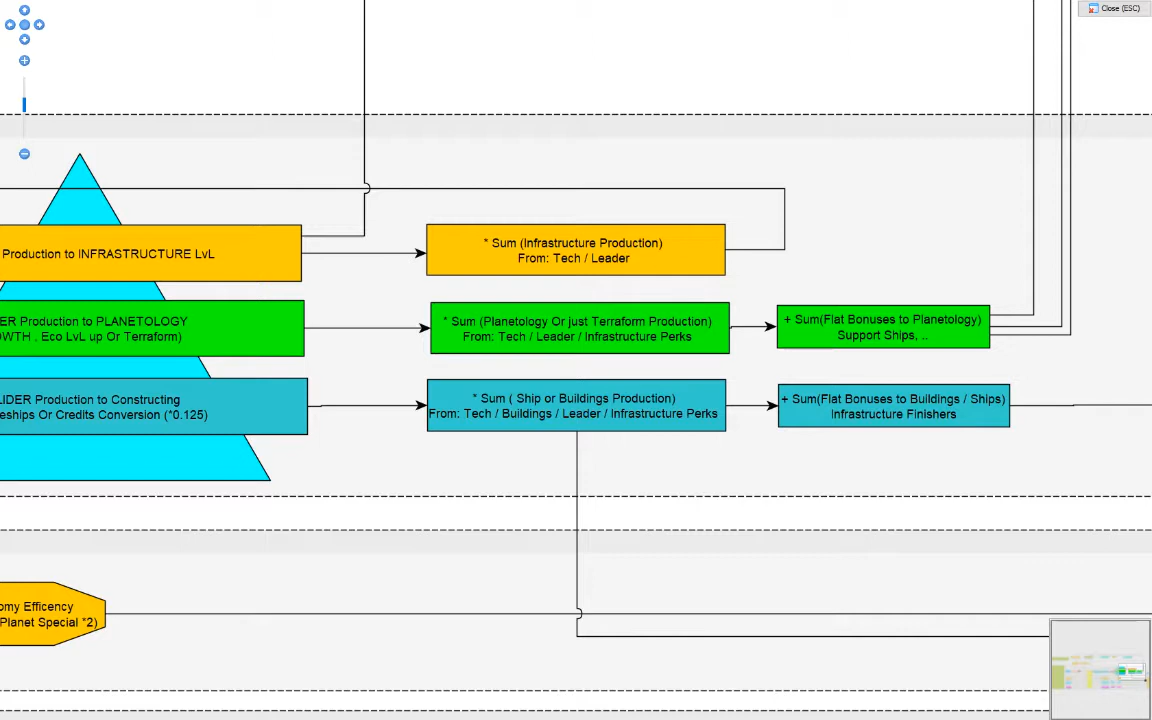 Close (ESC)
Production to INFRASTRUCTURE LvL
* Sum (Infrastructure Production)
From: Tech / Leader
ER Production to PLANETOLOGY
OWTH , Eco LvL up Or Terraform)
* Sum (Planetology Or just Terraform Production)
From: Tech / Leader / Infrastructure Perks
+ Sum(Flat Bonuses to Planetology)
Support Ships, ..
LIDER Production to Constructing
eships Or Credits Conversion (*0.125)
* Sum ( Ship or Buildings Production)
From: Tech / Buildings / Leader / Infrastructure Perks
+ Sum(Flat Bonuses to Buildings / Ships)
Infrastructure Finishers
omy Efficency
Planet Special *2)